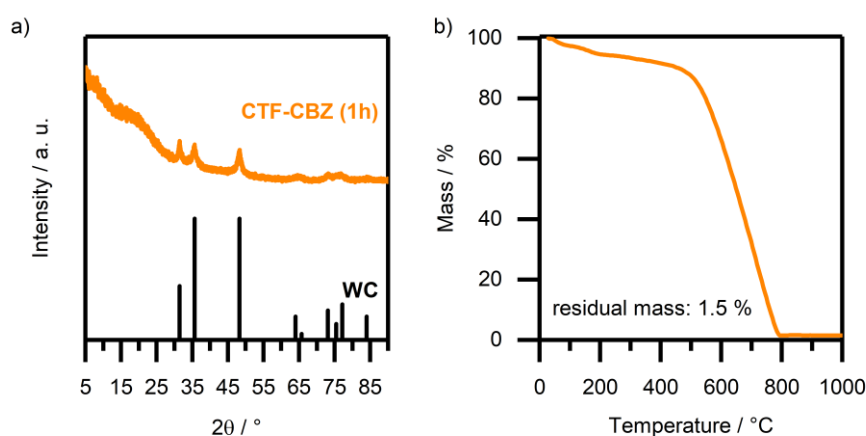 a)
Intensity / a. u.
CTF-CBZ (1h)
WC
5 15 25 35 45 55 65 75 85
2θ / °
b)
Mass / %
100
80
60
40
20
0
residual mass: 1.5 %
0 200 400 600 800 1000
Temperature / °C